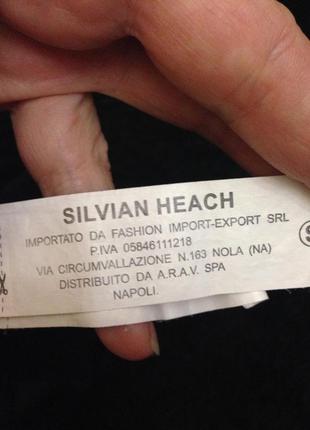 SILVIAN HEACH
IMPORTATO DA FASHION IMPORT-EXPORT SRL
P.IVA 05846111218
VIA CIRCUMVALLAZIONE N.163 NOLA (NA)
DISTRIBUITO DA A.R.A.V. SPA
NAPOLI.
S